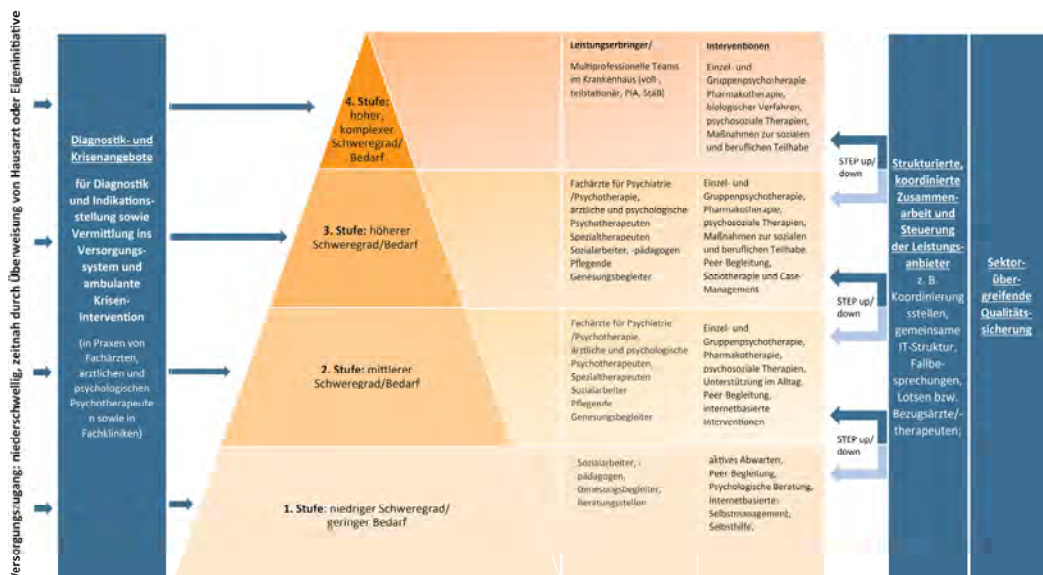 Versorgungszugang: niederschwellig, zeitnah durch Überweisung von Hausarzt oder Eigeninitiative
Diagnostik- und
Krisenangebote
für Diagnostik
und Indikations-
stellung sowie
Vermittlung ins
Versorgungs-
system und
ambulante
Krisen-
Intervention
(in Praxen von
Fachärzten,
ärztlichen und
psychologischen
Psychotherapeute
n sowie in
Fachkliniken)
4. Stufe:
hoher,
komplexer
Schweregrad/
Bedarf
Leistungserbringer/
Multiprofessionelle Teams
im Krankenhaus (voll-,
teilstationär, PIA, StäB)
Interventionen
Einzel- und
Gruppenpsychotherapie
Pharmakotherapie,
biologischer Verfahren,
psychosoziale Therapien,
Maßnahmen zur sozialen
und beruflichen Teilhabe
3. Stufe: höherer
Schweregrad/Bedarf
Fachärzte für Psychiatrie
/Psychotherapie,
ärztliche und psychologische
Psychotherapeuten
Spezialtherapeuten
Sozialarbeiter, -pädagogen
Pflegende
Genesungsbegleiter
Einzel- und
Gruppenpsychotherapie,
Pharmakotherapie,
psychosoziale Therapien,
Maßnahmen zur sozialen
und beruflichen Teilhabe
Peer Begleitung,
Soziotherapie und Case-
Management
2. Stufe: mittlerer
Schweregrad/Bedarf
Fachärzte für Psychiatrie
/Psychotherapie,
ärztliche und psychologische
Psychotherapeuten,
Spezialtherapeuten
Sozialarbeiter
Pflegende
Genesungsbegleiter
Einzel- und
Gruppenpsychotherapie,
Pharmakotherapie,
psychosoziale Therapien,
Unterstützung im Alltag,
Peer Begleitung,
internetbasierte
Interventionen
1. Stufe: niedriger Schweregrad/
geringer Bedarf
Sozialarbeiter, -
pädagogen,
Genesungsbegleiter,
Beratungsstellen
aktives Abwarten,
Peer Begleitung,
Psychologische Beratung,
Internetbasierte-
Selbstmanagement,
Selbsthilfe,
STEP up/
down
STEP up/
down
STEP up/
down
Strukturierte,
koordinierte
Zusammen-
arbeit und
Steuerung
der Leistungs-
anbieter
z. B.
Koordinierung
sstellen,
gemeinsame
IT-Struktur,
Fallbe-
sprechungen,
Lotsen bzw.
Bezugsärzte/-
therapeuten;
Sektor-
über-
greifende
Qualitäts-
sicherung